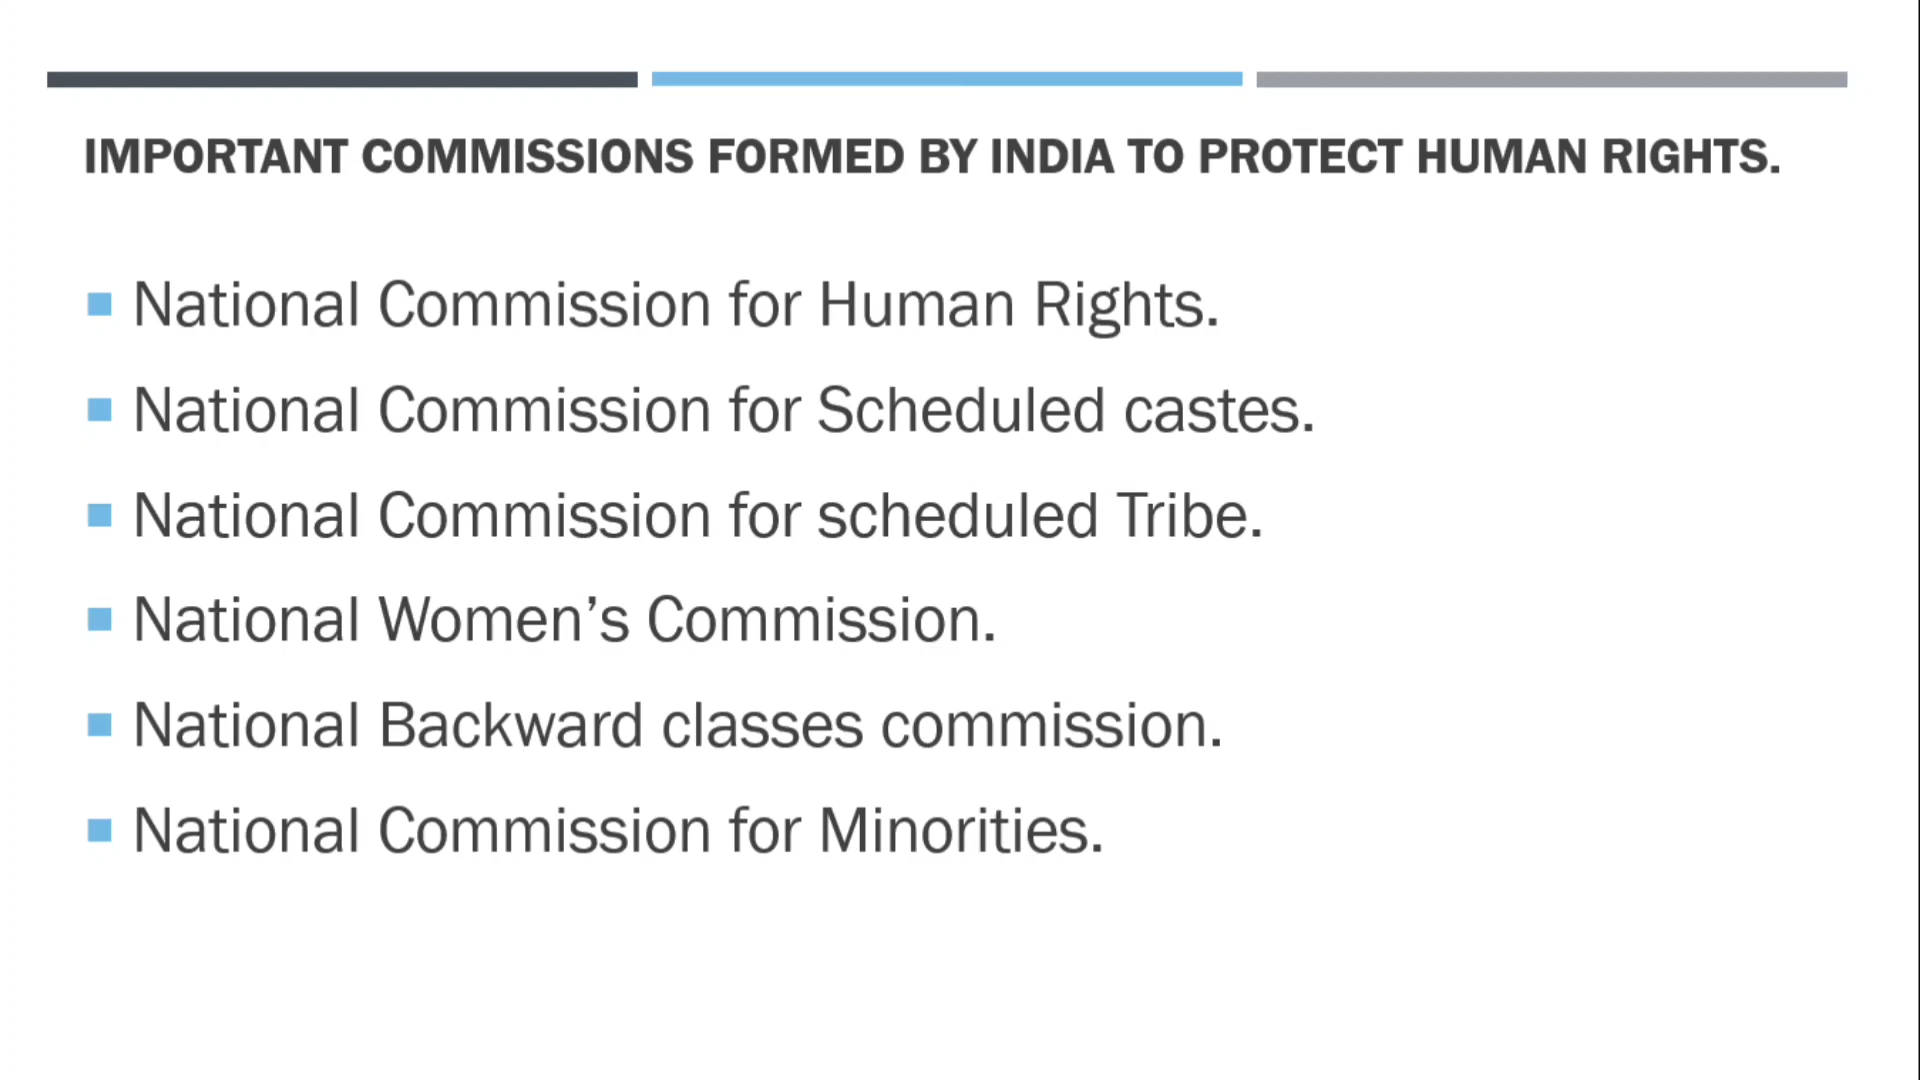 IMPORTANT COMMISSIONS FORMED BY INDIA TO PROTECT HUMAN RIGHTS.
National Commission for Human Rights.
National Commission for Scheduled castes.
National Commission for scheduled Tribe.
National Women’s Commission.
National Backward classes commission.
National Commission for Minorities.